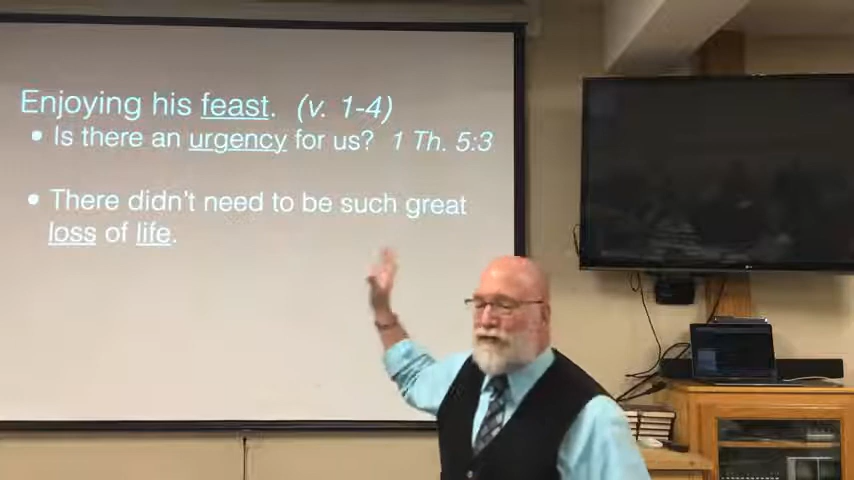 Enjoying his feast. (v. 1-4)
• Is there an urgency for us? 1 Th. 5:3
• There didn't need to be such great
loss of life.